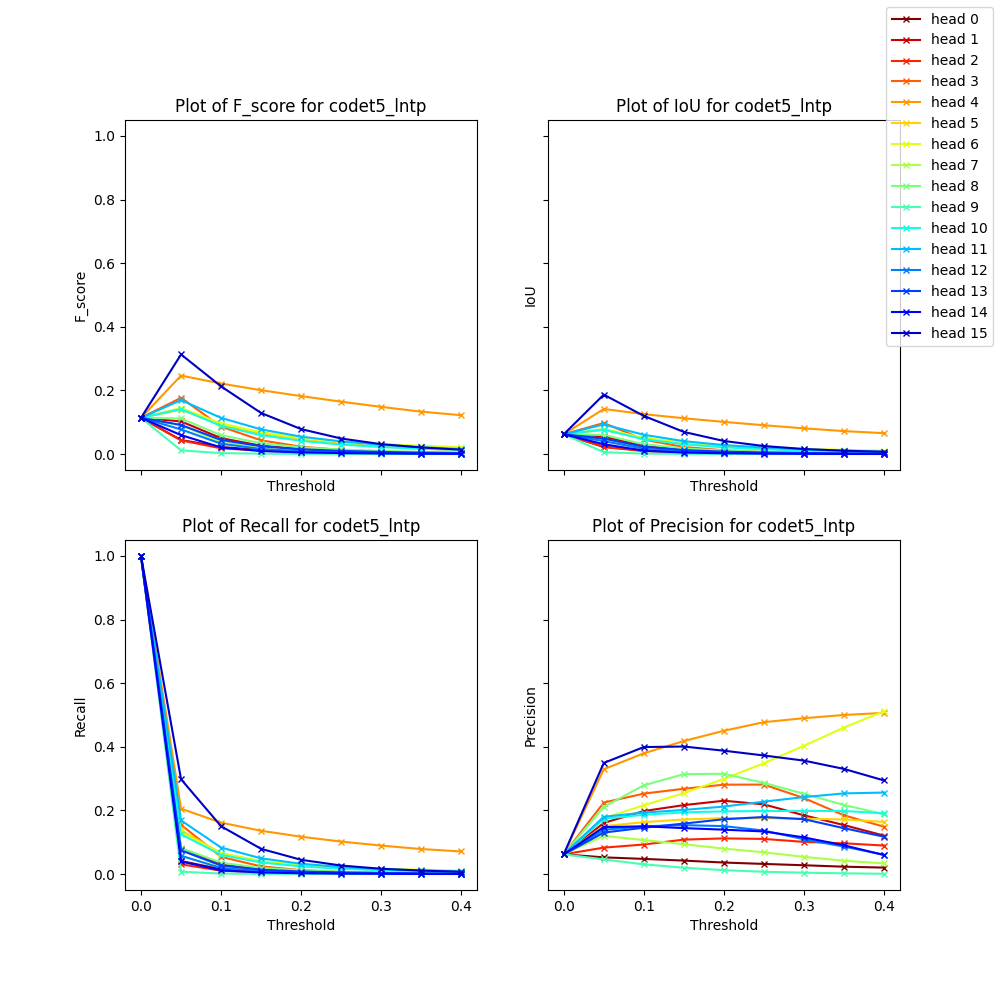 head 0
head 1
head 2
head 3
head 4
head 5
head 6
head 7
head 8
head 9
head 10
head 11
head 12
head 13
head 14
head 15
Plot of F_score for codet5_lntp
1.0
0.8
0.6
0.4
0.2
0.0
F_score
Threshold
Plot of IoU for codet5_lntp
IoU
Threshold
Plot of Recall for codet5_lntp
1.0
0.8
0.6
0.4
0.2
0.0
Recall
0.0 0.1 0.2 0.3 0.4
Threshold
Plot of Precision for codet5_lntp
Precision
0.0 0.1 0.2 0.3 0.4
Threshold